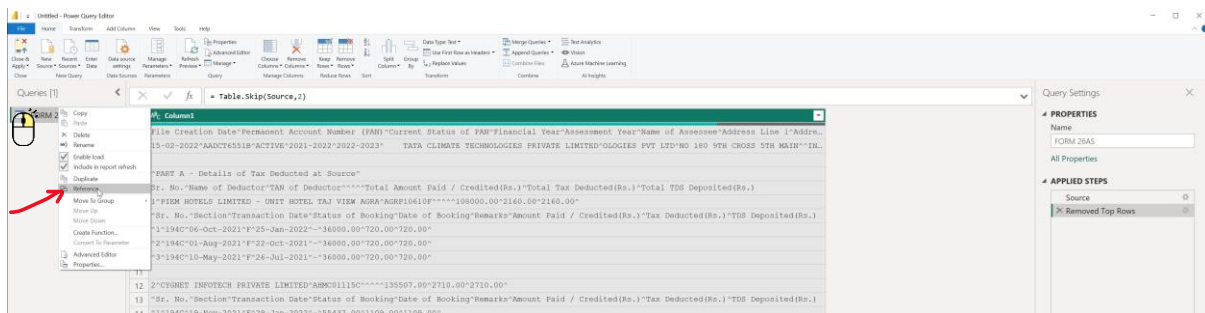 Untitled - Power Query Editor
File Home Transform Add Column View Tools Help
Close & Apply New Source Recent Sources Enter Data Data source settings Manage Parameters Refresh Preview Properties Advanced Editor Manage Choose Columns Remove Columns Keep Rows Remove Rows Split Column Group By Data Type: Text Use First Row as Headers Replace Values Merge Queries Append Queries Combine Files Text Analytics Vision Azure Machine Learning
Close New Query Data Sources Parameters Query Manage Columns Reduce Rows Sort Transform Combine AI Insights
Queries [1]
= Table.Skip(Source,2)
FORM 2
Copy
Paste
Delete
Rename
Enable load
Include in report refresh
Duplicate
Reference
Move To Group
Move Up
Move Down
Create Function...
Convert To Parameter
Advanced Editor
Properties...
Column1
File Creation Date^Permanent Account Number (PAN)^Current Status of PAN^Financial Year^Assessment Year^Name of Assessee^Address Line 1^Addre…
15-02-2022^AADCT6551B^ACTIVE^2021-2022^2022-2023^ TATA CLIMATE TECHNOLOGIES PRIVATE LIMITED^OLOGIES PVT LTD^NO 100 9TH CROSS 5TH MAIN^^IN…
^PART A - Details of Tax Deducted at Source^
Sr. No.^Name of Deductor^TAN of Deductor^^^^^Total Amount Paid / Credited(Rs.)^Total Tax Deducted(Rs.)^Total TDS Deposited(Rs.)
1^PIEM HOTELS LIMITED - UNIT HOTEL TAJ VIEW AGRA^AGRP10610F^^^^^108000.00^2160.00^2160.00^
^Sr. No.^Section^Transaction Date^Status of Booking^Date of Booking^Remarks^Amount Paid / Credited(Rs.)^Tax Deducted(Rs.)^TDS Deposited(Rs.)
^1^194C^06-Oct-2021^F^25-Jan-2022^-^36000.00^720.00^720.00^
^2^194C^01-Aug-2021^F^22-Oct-2021^-^36000.00^720.00^720.00^
^3^194C^10-May-2021^F^26-Jul-2021^-^36000.00^720.00^720.00^
11
12 2^CYGNET INFOTECH PRIVATE LIMITED^AHMC01115C^^^^^135507.00^2710.00^2710.00^
13 ^Sr. No.^Section^Transaction Date^Status of Booking^Date of Booking^Remarks^Amount Paid / Credited(Rs.)^Tax Deducted(Rs.)^TDS Deposited(Rs.)
Query Settings
PROPERTIES
Name
FORM 26AS
All Properties
APPLIED STEPS
Source
Removed Top Rows